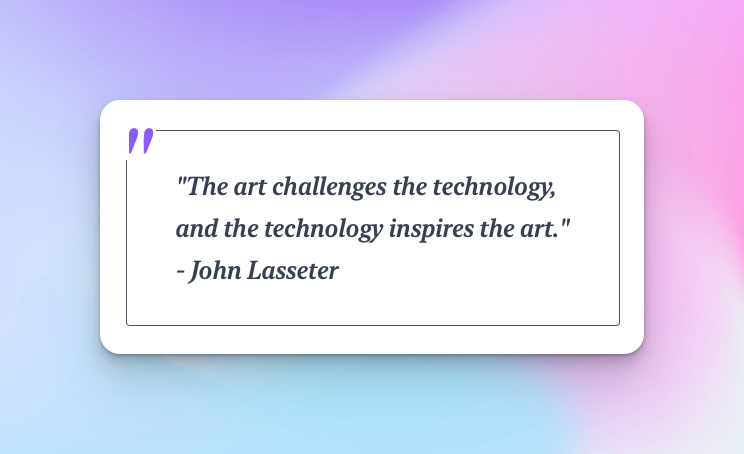 "The art challenges the technology,
and the technology inspires the art."
- John Lasseter